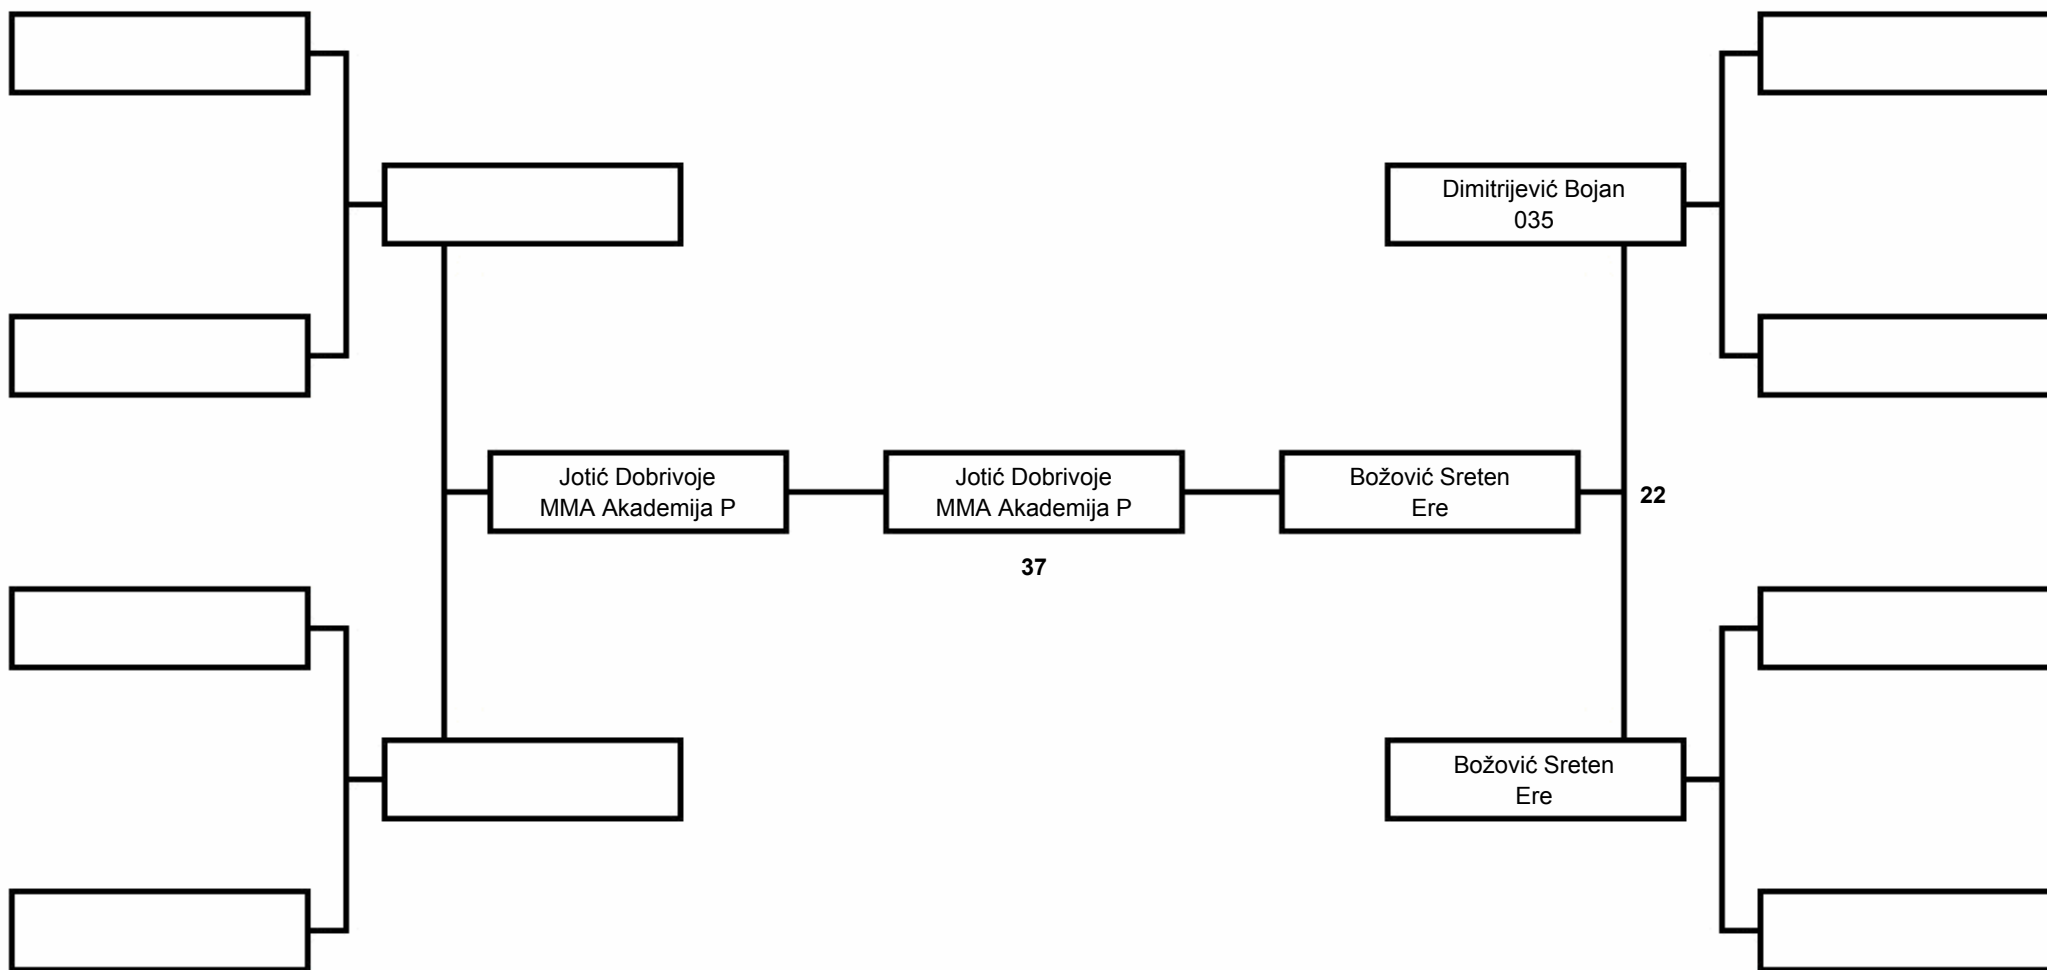 Dimitrijević Bojan
035
Jotić Dobrivoje
MMA Akademija P
Jotić Dobrivoje
MMA Akademija P
37
Božović Sreten
Ere
22
Božović Sreten
Ere